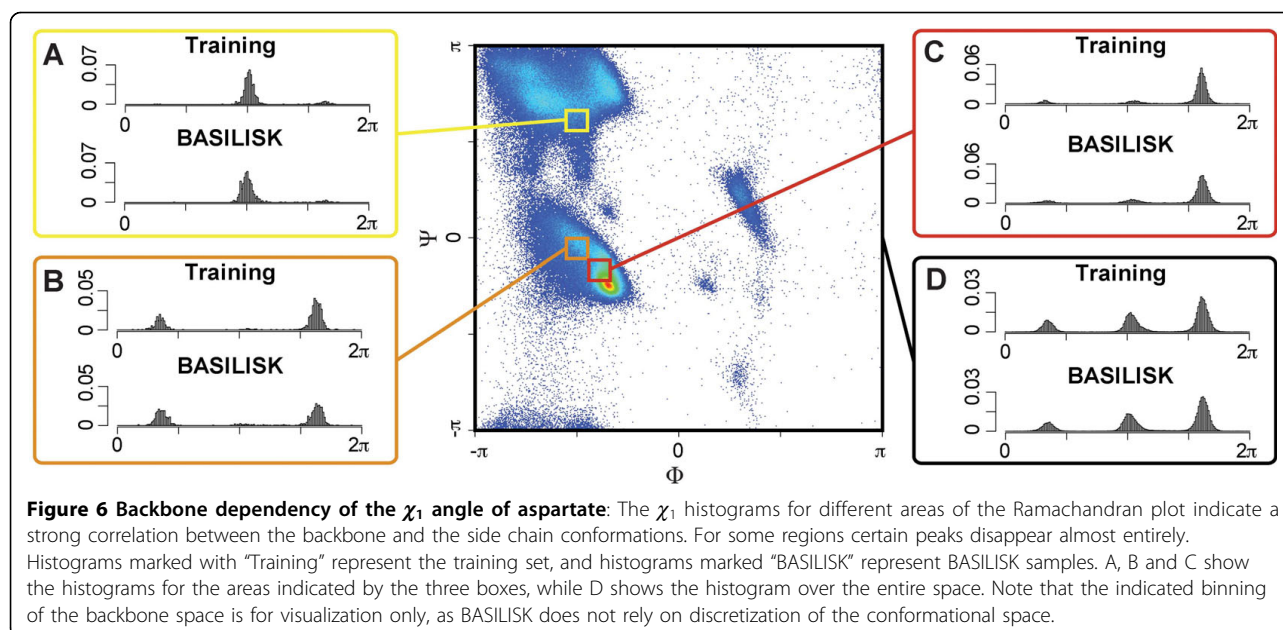 A
Training
0.07
0
0
2π
BASILISK
0.07
0
0
2π
B
Training
0.05
0
0
2π
BASILISK
0.05
0
0
2π
π
Ψ
0
-π
-π
0
π
Φ
C
Training
0.06
0
0
2π
BASILISK
0.06
0
0
2π
D
Training
0.03
0
0
2π
BASILISK
0.03
0
0
2π
Figure 6 Backbone dependency of the χ1 angle of aspartate: The χ1 histograms for different areas of the Ramachandran plot indicate a
strong correlation between the backbone and the side chain conformations. For some regions certain peaks disappear almost entirely.
Histograms marked with "Training" represent the training set, and histograms marked "BASILISK" represent BASILISK samples. A, B and C show
the histograms for the areas indicated by the three boxes, while D shows the histogram over the entire space. Note that the indicated binning
of the backbone space is for visualization only, as BASILISK does not rely on discretization of the conformational space.